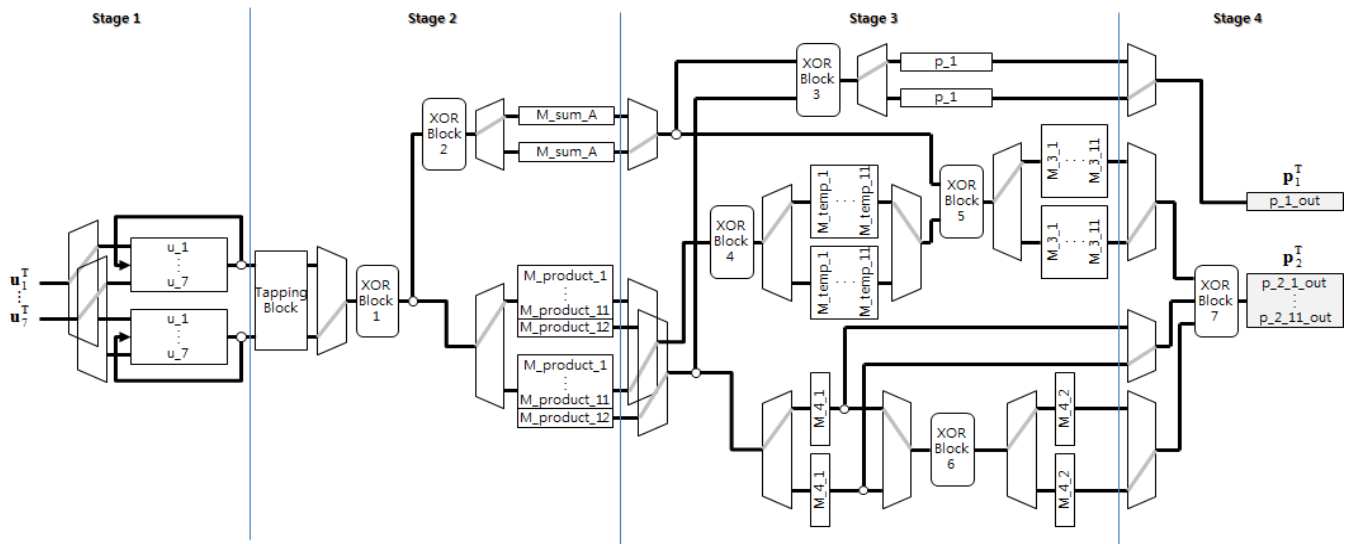 Stage 1
Stage 2
Stage 3
Stage 4
u_1^T
⋮
u_7^T
u_1
⋮
u_7
u_1
⋮
u_7
Tapping
Block
XOR
Block
1
XOR
Block
2
M_sum_A
M_sum_A
M_product_1
⋮
M_product_11
M_product_12
M_product_1
⋮
M_product_11
M_product_12
XOR
Block
3
p_1
p_1
XOR
Block
4
M_temp_1 ... M_temp_11
M_temp_1 ... M_temp_11
XOR
Block
5
M_3_1 ... M_3_11
M_3_1 ... M_3_11
M_4_1
M_4_1
XOR
Block
6
M_4_2
M_4_2
XOR
Block
7
p_1^T
p_1_out
p_2^T
p_2_1_out
⋮
p_2_11_out